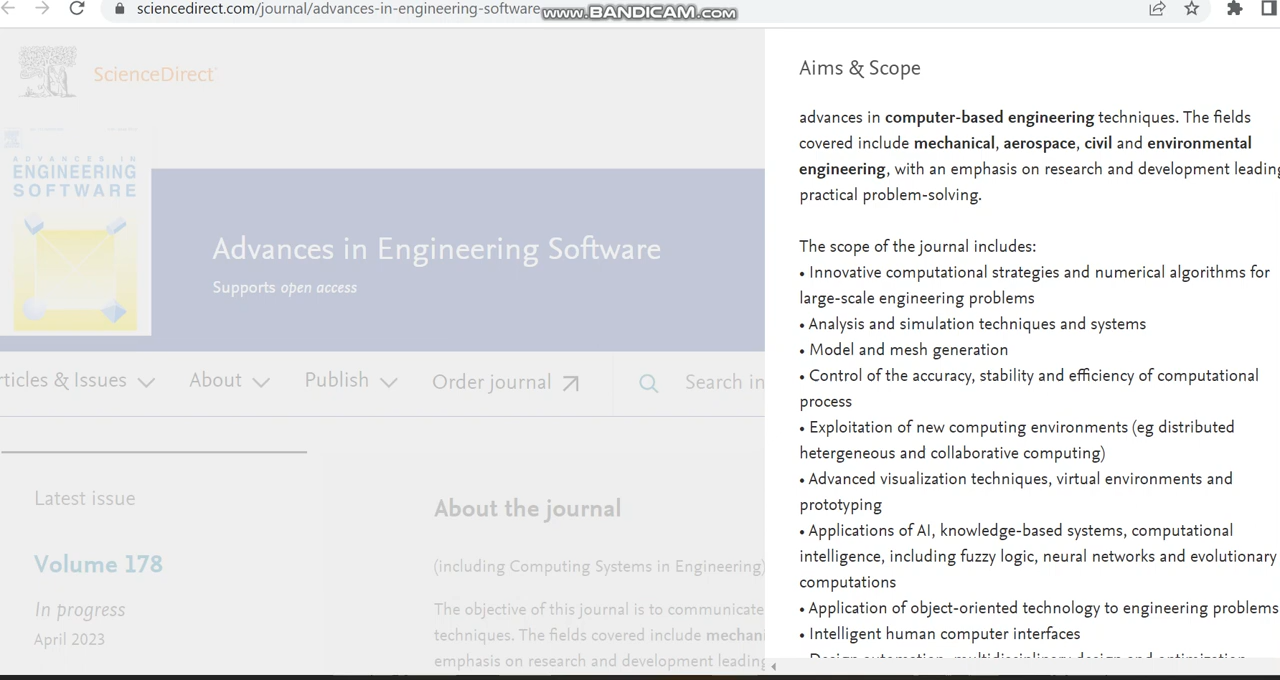 sciencedirect.com/journal/advances-in-engineering-software
www.BANDICAM.com
ScienceDirect
ADVANCES IN
ENGINEERING
SOFTWARE
Advances in Engineering Software
Supports open access
rticles & Issues
About
Publish
Order journal
Search in
Latest issue
Volume 178
In progress
April 2023
About the journal
(including Computing Systems in Engineering)
The objective of this journal is to communicate
techniques. The fields covered include mechani
emphasis on research and development leading
Aims & Scope
advances in computer-based engineering techniques. The fields
covered include mechanical, aerospace, civil and environmental
engineering, with an emphasis on research and development leading
practical problem-solving.
The scope of the journal includes:
• Innovative computational strategies and numerical algorithms for
large-scale engineering problems
• Analysis and simulation techniques and systems
• Model and mesh generation
• Control of the accuracy, stability and efficiency of computational
process
• Exploitation of new computing environments (eg distributed
hetergeneous and collaborative computing)
• Advanced visualization techniques, virtual environments and
prototyping
• Applications of AI, knowledge-based systems, computational
intelligence, including fuzzy logic, neural networks and evolutionary
computations
• Application of object-oriented technology to engineering problems
• Intelligent human computer interfaces
• Design automation, multidisciplinary design and optimization